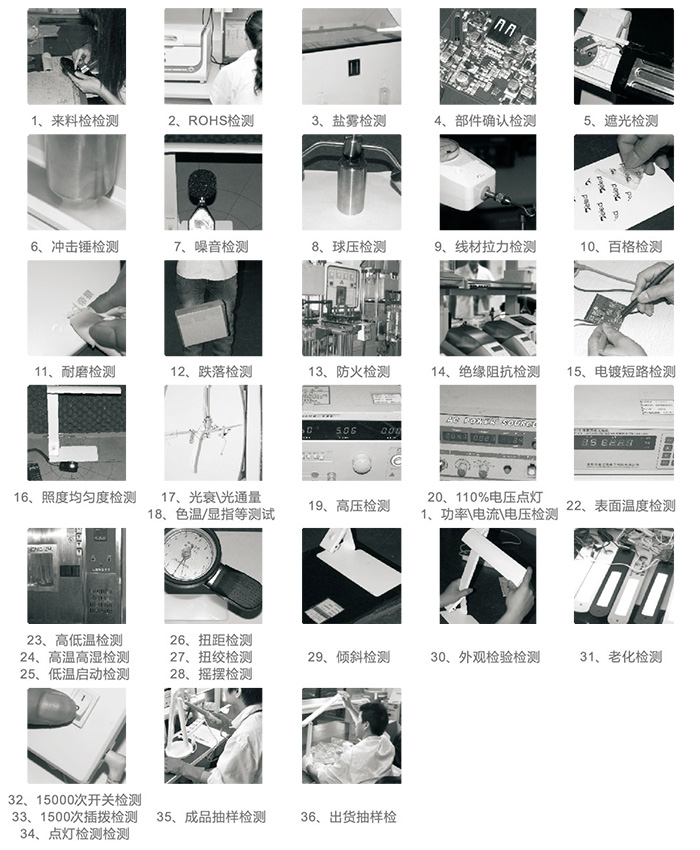 1、来料检检测
2、ROHS检测
3、盐雾检测
4、部件确认检测
5、遮光检测
6、冲击锤检测
7、噪音检测
8、球压检测
9、线材拉力检测
10、百格检测
11、耐磨检测
12、跌落检测
13、防火检测
14、绝缘阻抗检测
15、电镀短路检测
AC POWER SOURCE
16、照度均匀度检测
17、光衰\光通量
18、色温/显指等测试
19、高压检测
20、110%电压点灯
1、功率\电流\电压检测
22、表面温度检测
23、高低温检测
24、高温高湿检测
25、低温启动检测
26、扭距检测
27、扭绞检测
28、摇摆检测
29、倾斜检测
30、外观检验检测
31、老化检测
32、15000次开关检测
33、1500次插拨检测
34、点灯检测检测
35、成品抽样检测
36、出货抽样检